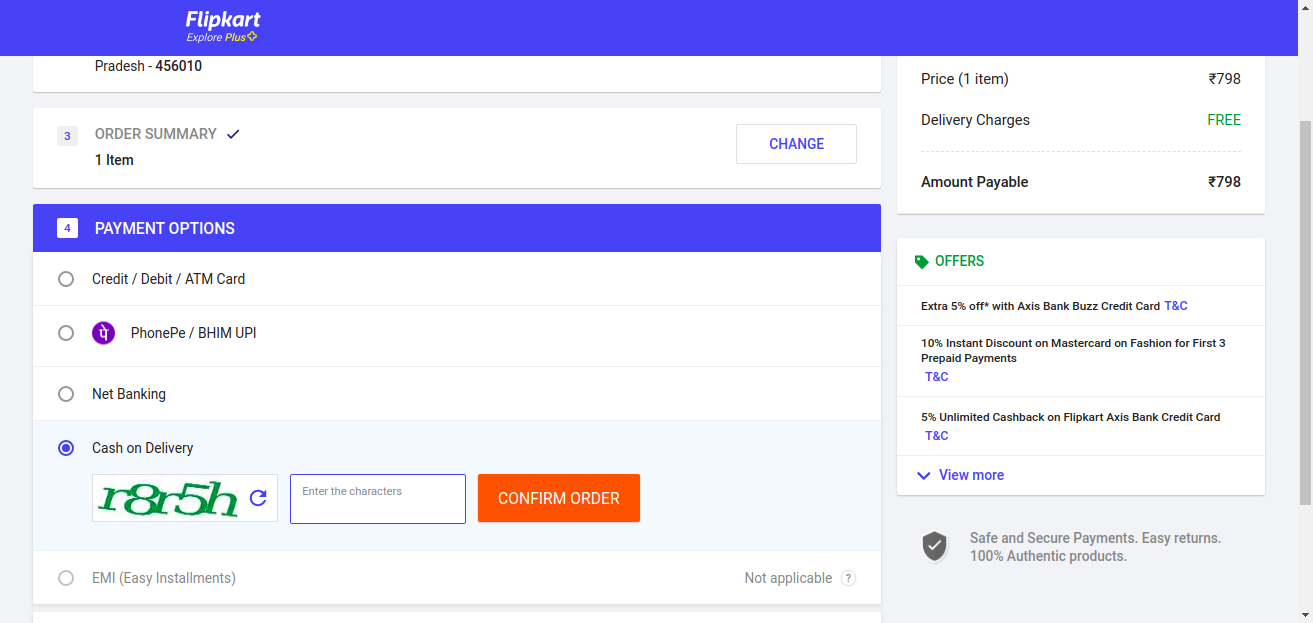 Flipkart
Explore Plus
Pradesh - 456010
3 ORDER SUMMARY
1 Item
CHANGE
4 PAYMENT OPTIONS
Credit / Debit / ATM Card
पे PhonePe / BHIM UPI
Net Banking
Cash on Delivery
r8r5h
Enter the characters
CONFIRM ORDER
EMI (Easy Installments)
Not applicable ?
Price (1 item) ₹798
Delivery Charges FREE
Amount Payable ₹798
OFFERS
Extra 5% off* with Axis Bank Buzz Credit Card T&C
10% Instant Discount on Mastercard on Fashion for First 3
Prepaid Payments
T&C
5% Unlimited Cashback on Flipkart Axis Bank Credit Card
T&C
View more
Safe and Secure Payments. Easy returns.
100% Authentic products.